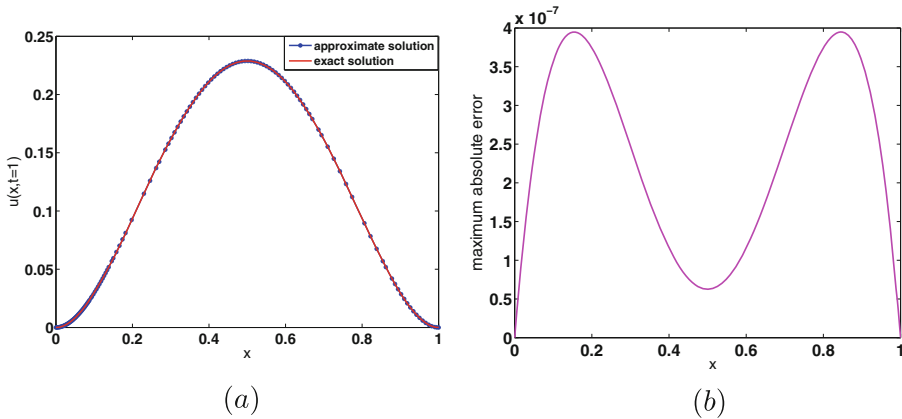 0.25
0.2
0.15
0.1
0.05
0
u(x,t=1)
approximate solution
exact solution
0 0.2 0.4 0.6 0.8 1
x
(a)
x 10⁻⁷
4
3.5
3
2.5
2
1.5
1
0.5
0
maximum absolute error
0 0.2 0.4 0.6 0.8 1
x
(b)